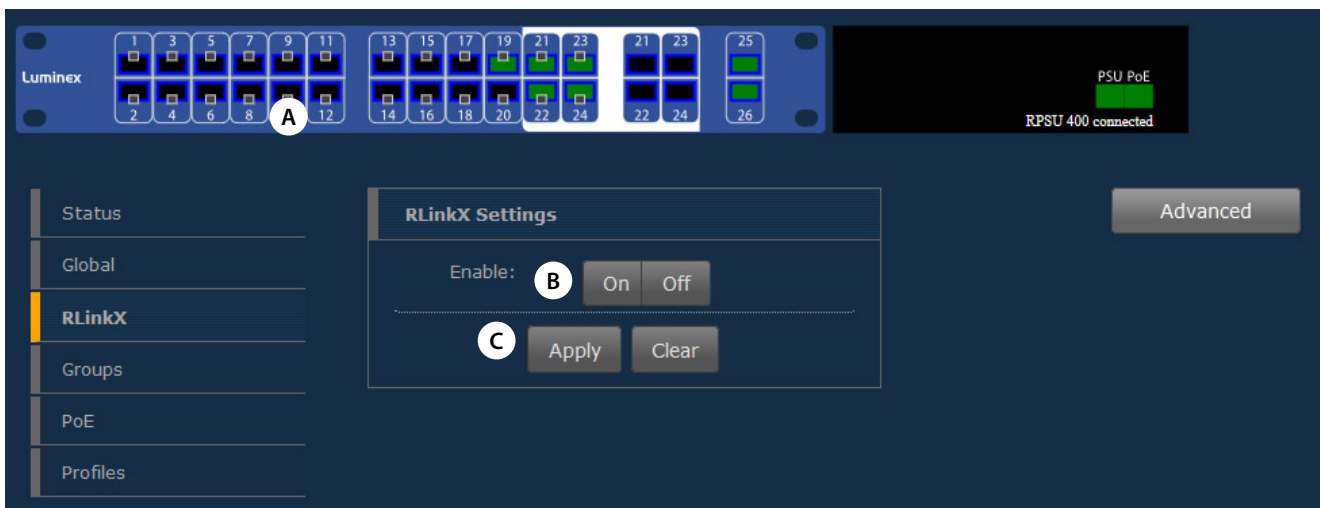 1 3 5 7 9 11 13 15 17 19 21 23 21 23 25
Luminex
PSU PoE
2 4 6 8 A 12 14 16 18 20 22 24 22 24 26
RPSU 400 connected
Status
Global
RLinkX
Groups
PoE
Profiles
RLinkX Settings
Enable: B On Off
C Apply Clear
Advanced